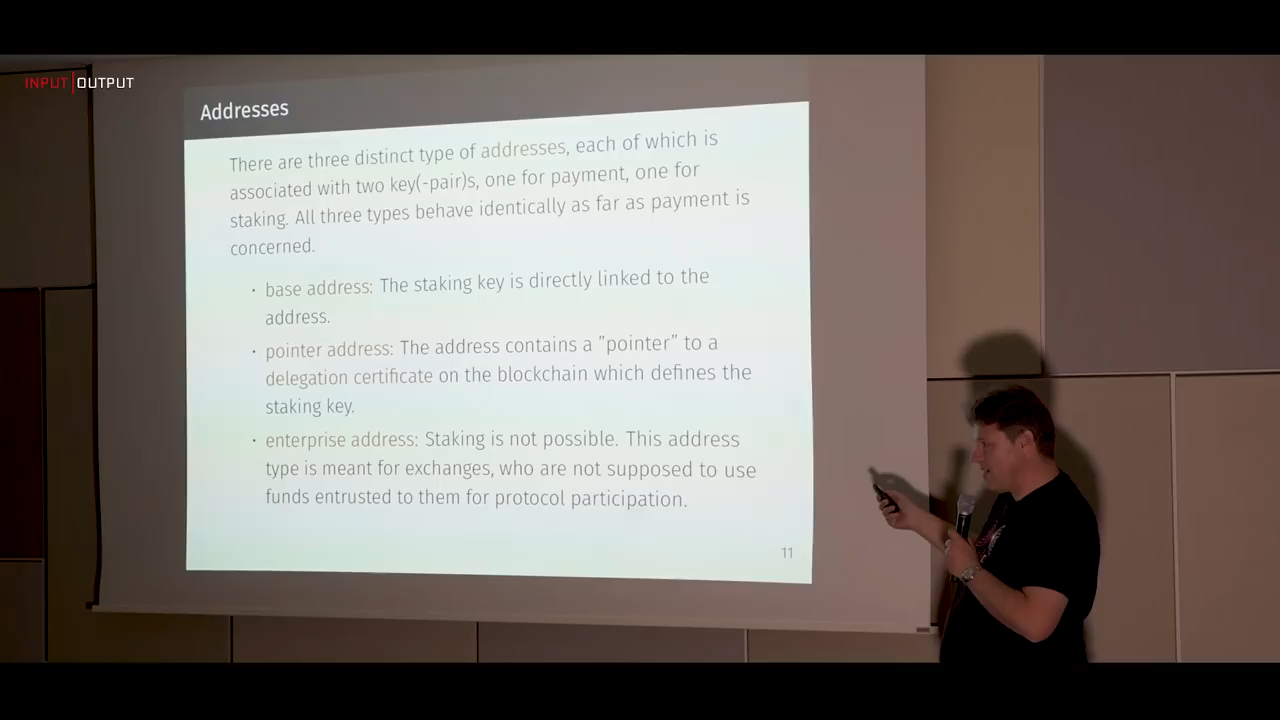 INPUT|OUTPUT
Addresses
There are three distinct type of addresses, each of which is
associated with two key(-pair)s, one for payment, one for
staking. All three types behave identically as far as payment is
concerned.
· base address: The staking key is directly linked to the
address.
· pointer address: The address contains a "pointer" to a
delegation certificate on the blockchain which defines the
staking key.
· enterprise address: Staking is not possible. This address
type is meant for exchanges, who are not supposed to use
funds entrusted to them for protocol participation.
11